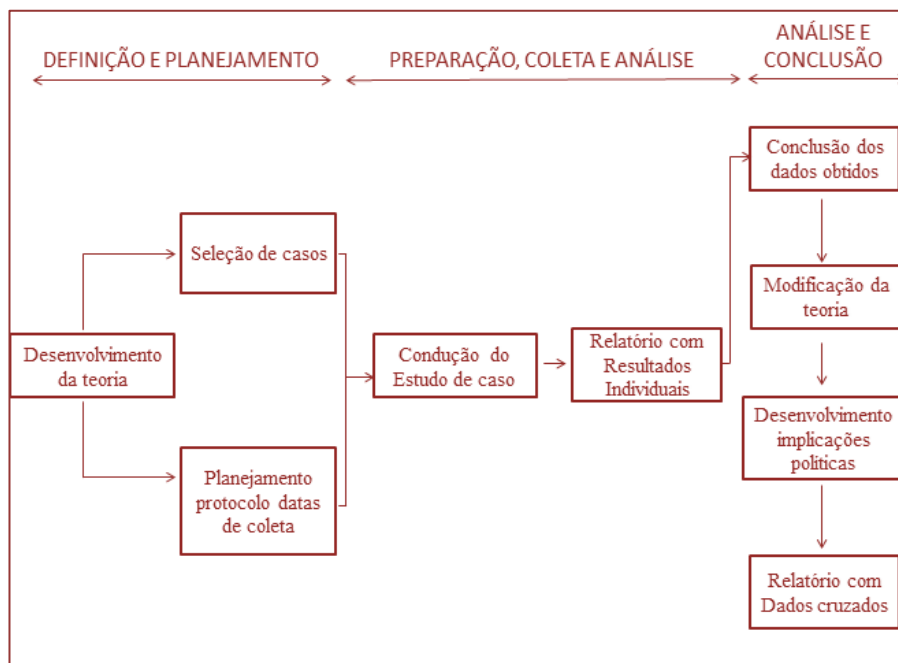 DEFINIÇÃO E PLANEJAMENTO
PREPARAÇÃO, COLETA E ANÁLISE
ANÁLISE E
CONCLUSÃO
Desenvolvimento
da teoria
Seleção de casos
Planejamento
protocolo datas
de coleta
Condução do
Estudo de caso
Relatório com
Resultados
Individuais
Conclusão dos
dados obtidos
Modificação da
teoria
Desenvolvimento
implicações
políticas
Relatório com
Dados cruzados